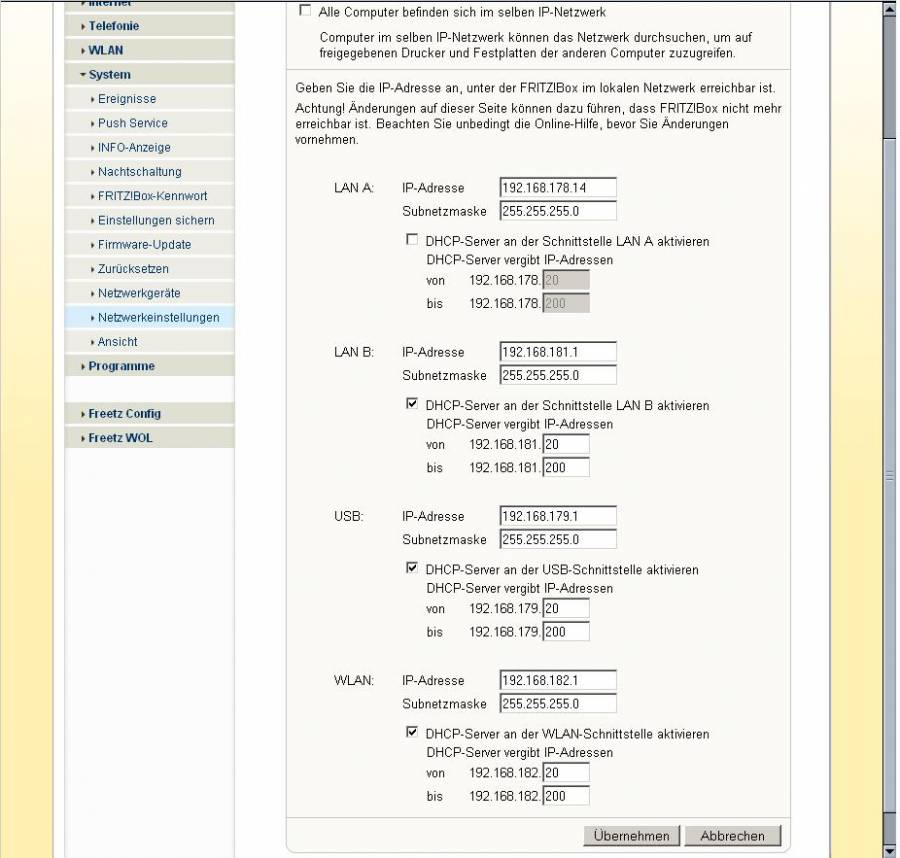 Internet
Telefonie
WLAN
System
Ereignisse
Push Service
INFO-Anzeige
Nachtschaltung
FRITZ!Box-Kennwort
Einstellungen sichern
Firmware-Update
Zurücksetzen
Netzwerkgeräte
Netzwerkeinstellungen
Ansicht
Programme
Freetz Config
Freetz WOL
Alle Computer befinden sich im selben IP-Netzwerk
Computer im selben IP-Netzwerk können das Netzwerk durchsuchen, um auf
freigegebenen Drucker und Festplatten der anderen Computer zuzugreifen.
Geben Sie die IP-Adresse an, unter der FRITZ!Box im lokalen Netzwerk erreichbar ist.
Achtung! Änderungen auf dieser Seite können dazu führen, dass FRITZ!Box nicht mehr
erreichbar ist. Beachten Sie unbedingt die Online-Hilfe, bevor Sie Änderungen
vornehmen.
LAN A: IP-Adresse 192.168.178.14
Subnetzmaske 255.255.255.0
DHCP-Server an der Schnittstelle LAN A aktivieren
DHCP-Server vergibt IP-Adressen
von 192.168.178. 20
bis 192.168.178. 200
LAN B: IP-Adresse 192.168.181.1
Subnetzmaske 255.255.255.0
DHCP-Server an der Schnittstelle LAN B aktivieren
DHCP-Server vergibt IP-Adressen
von 192.168.181. 20
bis 192.168.181. 200
USB: IP-Adresse 192.168.179.1
Subnetzmaske 255.255.255.0
DHCP-Server an der USB-Schnittstelle aktivieren
DHCP-Server vergibt IP-Adressen
von 192.168.179. 20
bis 192.168.179. 200
WLAN: IP-Adresse 192.168.182.1
Subnetzmaske 255.255.255.0
DHCP-Server an der WLAN-Schnittstelle aktivieren
DHCP-Server vergibt IP-Adressen
von 192.168.182. 20
bis 192.168.182. 200
Übernehmen Abbrechen